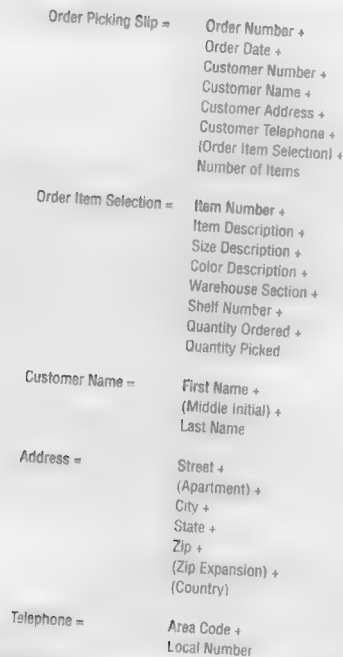 Order Picking Slip = Order Number +
Order Date +
Customer Number +
Customer Name +
Customer Address +
Customer Telephone +
{Order Item Selection} +
Number of Items
Order Item Selection = Item Number +
Item Description +
Size Description +
Color Description +
Warehouse Section +
Shelf Number +
Quantity Ordered +
Quantity Picked
Customer Name = First Name +
(Middle Initial) +
Last Name
Address = Street +
(Apartment) +
City +
State +
Zip +
(Zip Expansion) +
(Country)
Telephone = Area Code +
Local Number